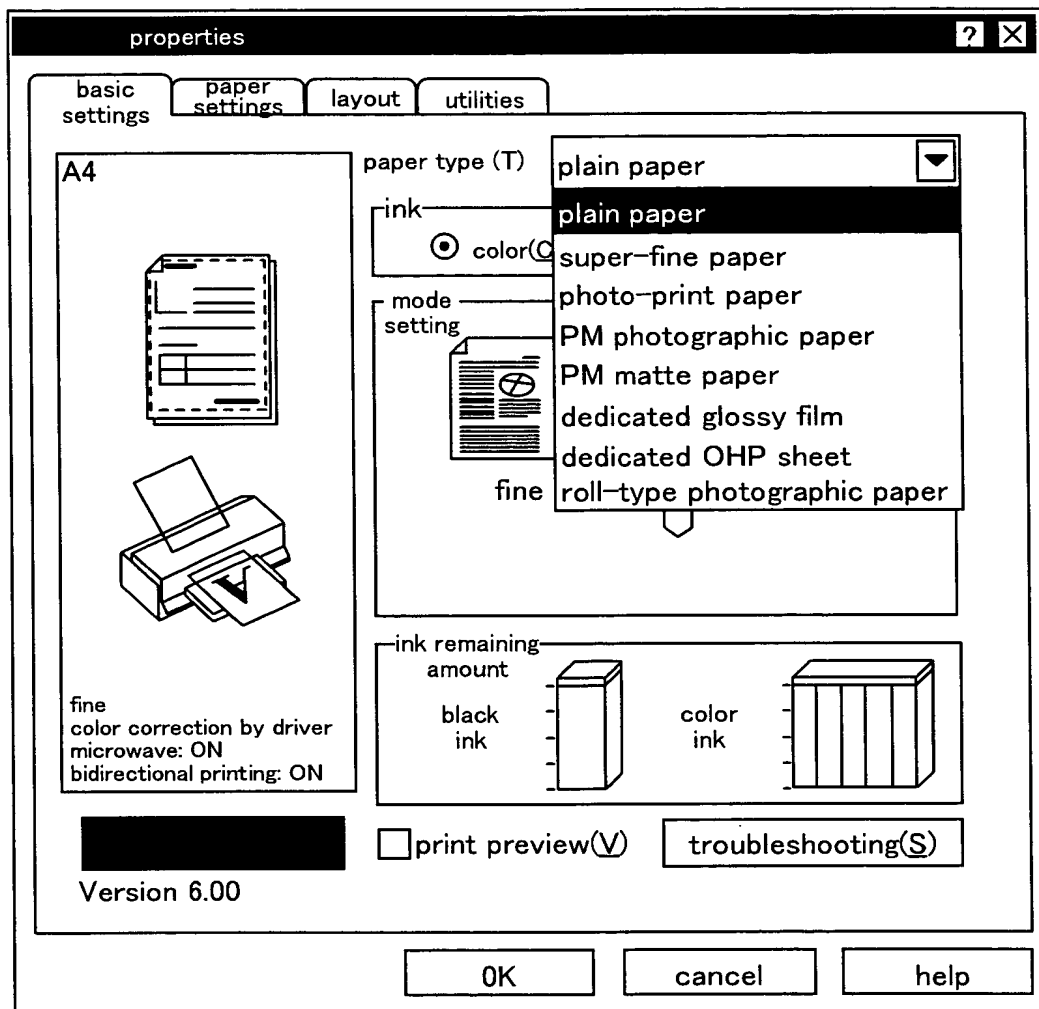 properties
? X
basic
settings
paper
settings
layout
utilities
A4
paper type (T)
plain paper
plain paper
super-fine paper
photo-print paper
PM photographic paper
PM matte paper
dedicated glossy film
dedicated OHP sheet
roll-type photographic paper
ink
color(C
mode
setting
fine
fine
color correction by driver
microwave: ON
bidirectional printing: ON
ink remaining
amount
black
ink
color
ink
print preview(V)
troubleshooting(S)
Version 6.00
OK
cancel
help